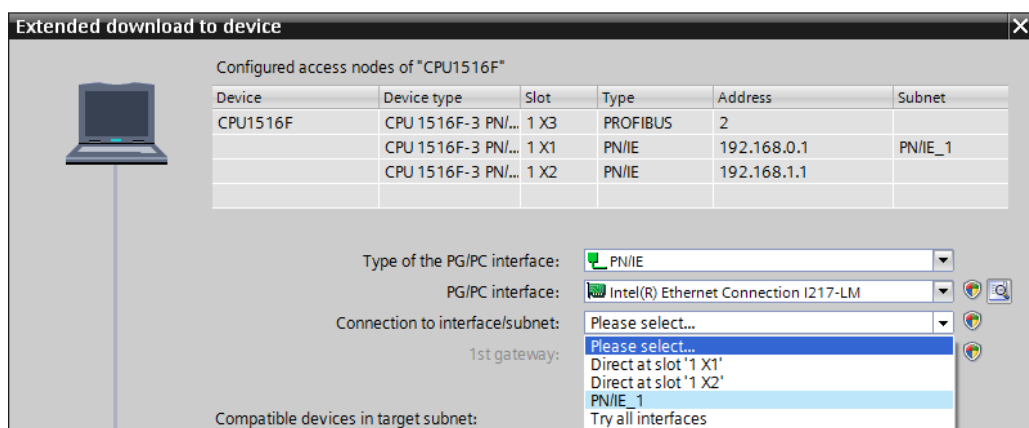 Extended download to device
Configured access nodes of "CPU1516F"
Device Device type Slot Type Address Subnet
CPU1516F CPU 1516F-3 PN/... 1 X3 PROFIBUS 2
CPU 1516F-3 PN/... 1 X1 PN/IE 192.168.0.1 PN/IE_1
CPU 1516F-3 PN/... 1 X2 PN/IE 192.168.1.1
Type of the PG/PC interface: PN/IE
PG/PC interface: Intel(R) Ethernet Connection I217-LM
Connection to interface/subnet: Please select...
1st gateway: Please select...
Direct at slot '1 X1'
Direct at slot '1 X2'
PN/IE_1
Compatible devices in target subnet: Try all interfaces